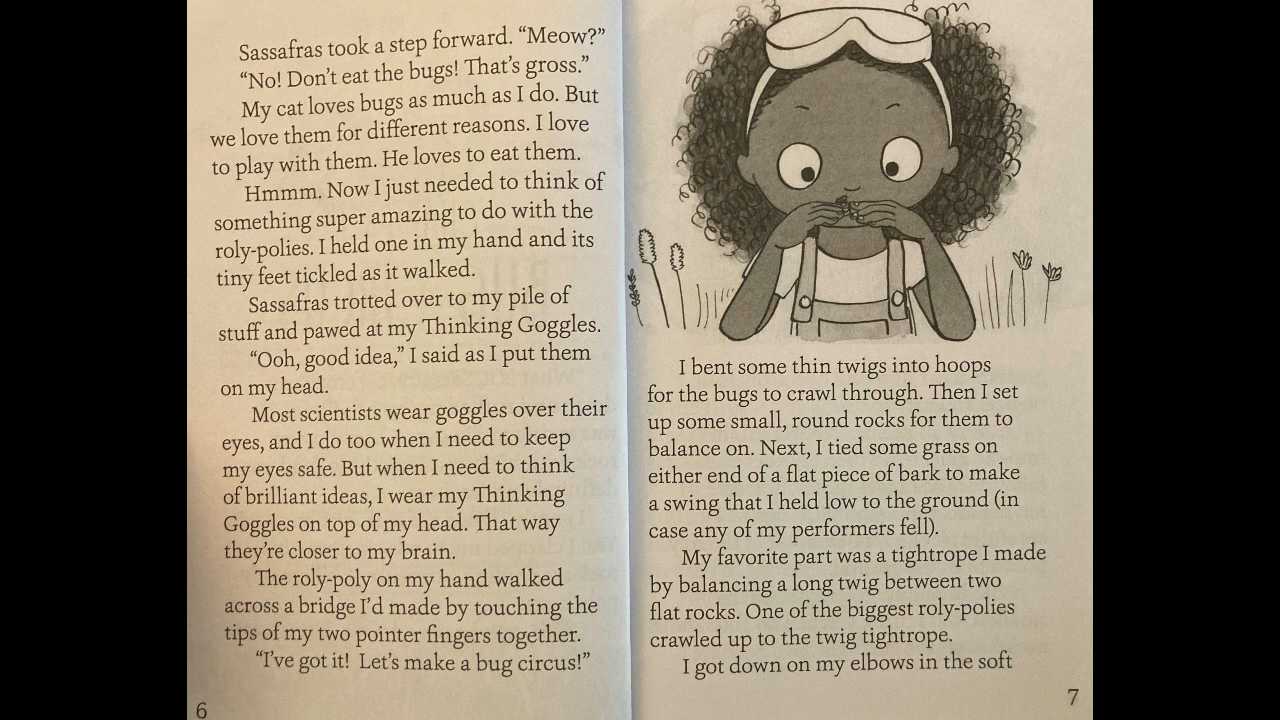 Sassafras took a step forward. “Meow?”
“No! Don’t eat the bugs! That’s gross.”
My cat loves bugs as much as I do. But
we love them for different reasons. I love
to play with them. He loves to eat them.
Hmmm. Now I just needed to think of
something super amazing to do with the
roly-polies. I held one in my hand and its
tiny feet tickled as it walked.
Sassafras trotted over to my pile of
stuff and pawed at my Thinking Goggles.
“Ooh, good idea,” I said as I put them
on my head.
Most scientists wear goggles over their
eyes, and I do too when I need to keep
my eyes safe. But when I need to think
of brilliant ideas, I wear my Thinking
Goggles on top of my head. That way
they’re closer to my brain.
The roly-poly on my hand walked
across a bridge I’d made by touching the
tips of my two pointer fingers together.
“I’ve got it! Let’s make a bug circus!”
6
I bent some thin twigs into hoops
for the bugs to crawl through. Then I set
up some small, round rocks for them to
balance on. Next, I tied some grass on
either end of a flat piece of bark to make
a swing that I held low to the ground (in
case any of my performers fell).
My favorite part was a tightrope I made
by balancing a long twig between two
flat rocks. One of the biggest roly-polies
crawled up to the twig tightrope.
I got down on my elbows in the soft
7